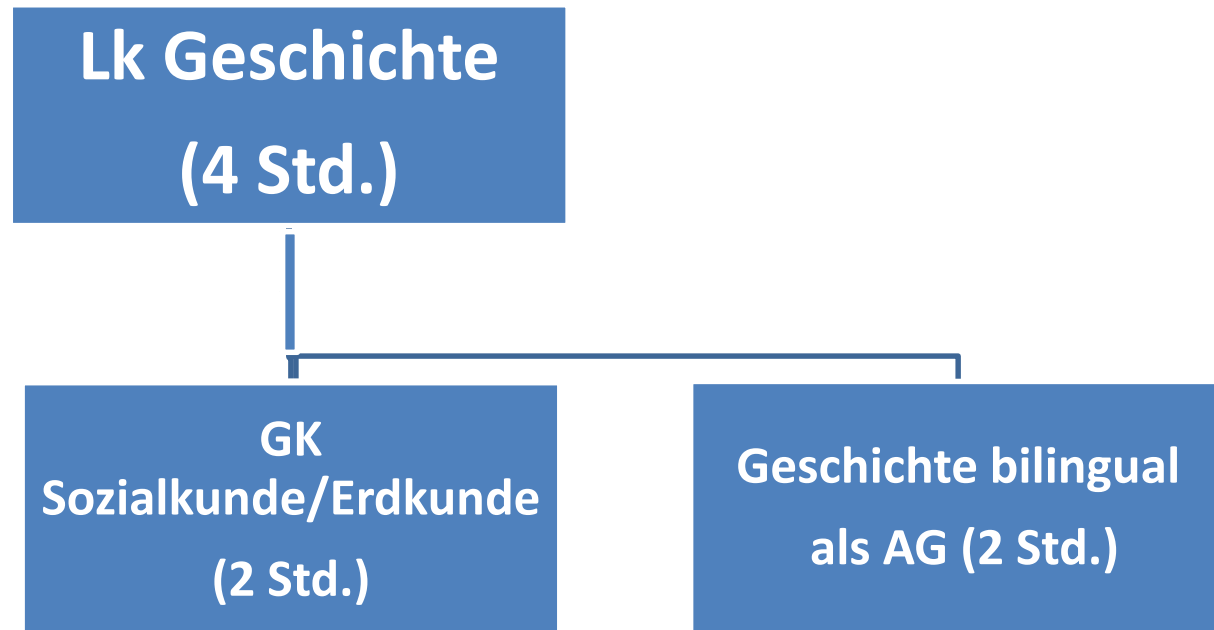 Lk Geschichte
(4 Std.)
GK
Sozialkunde/Erdkunde
(2 Std.)
Geschichte bilingual
als AG (2 Std.)